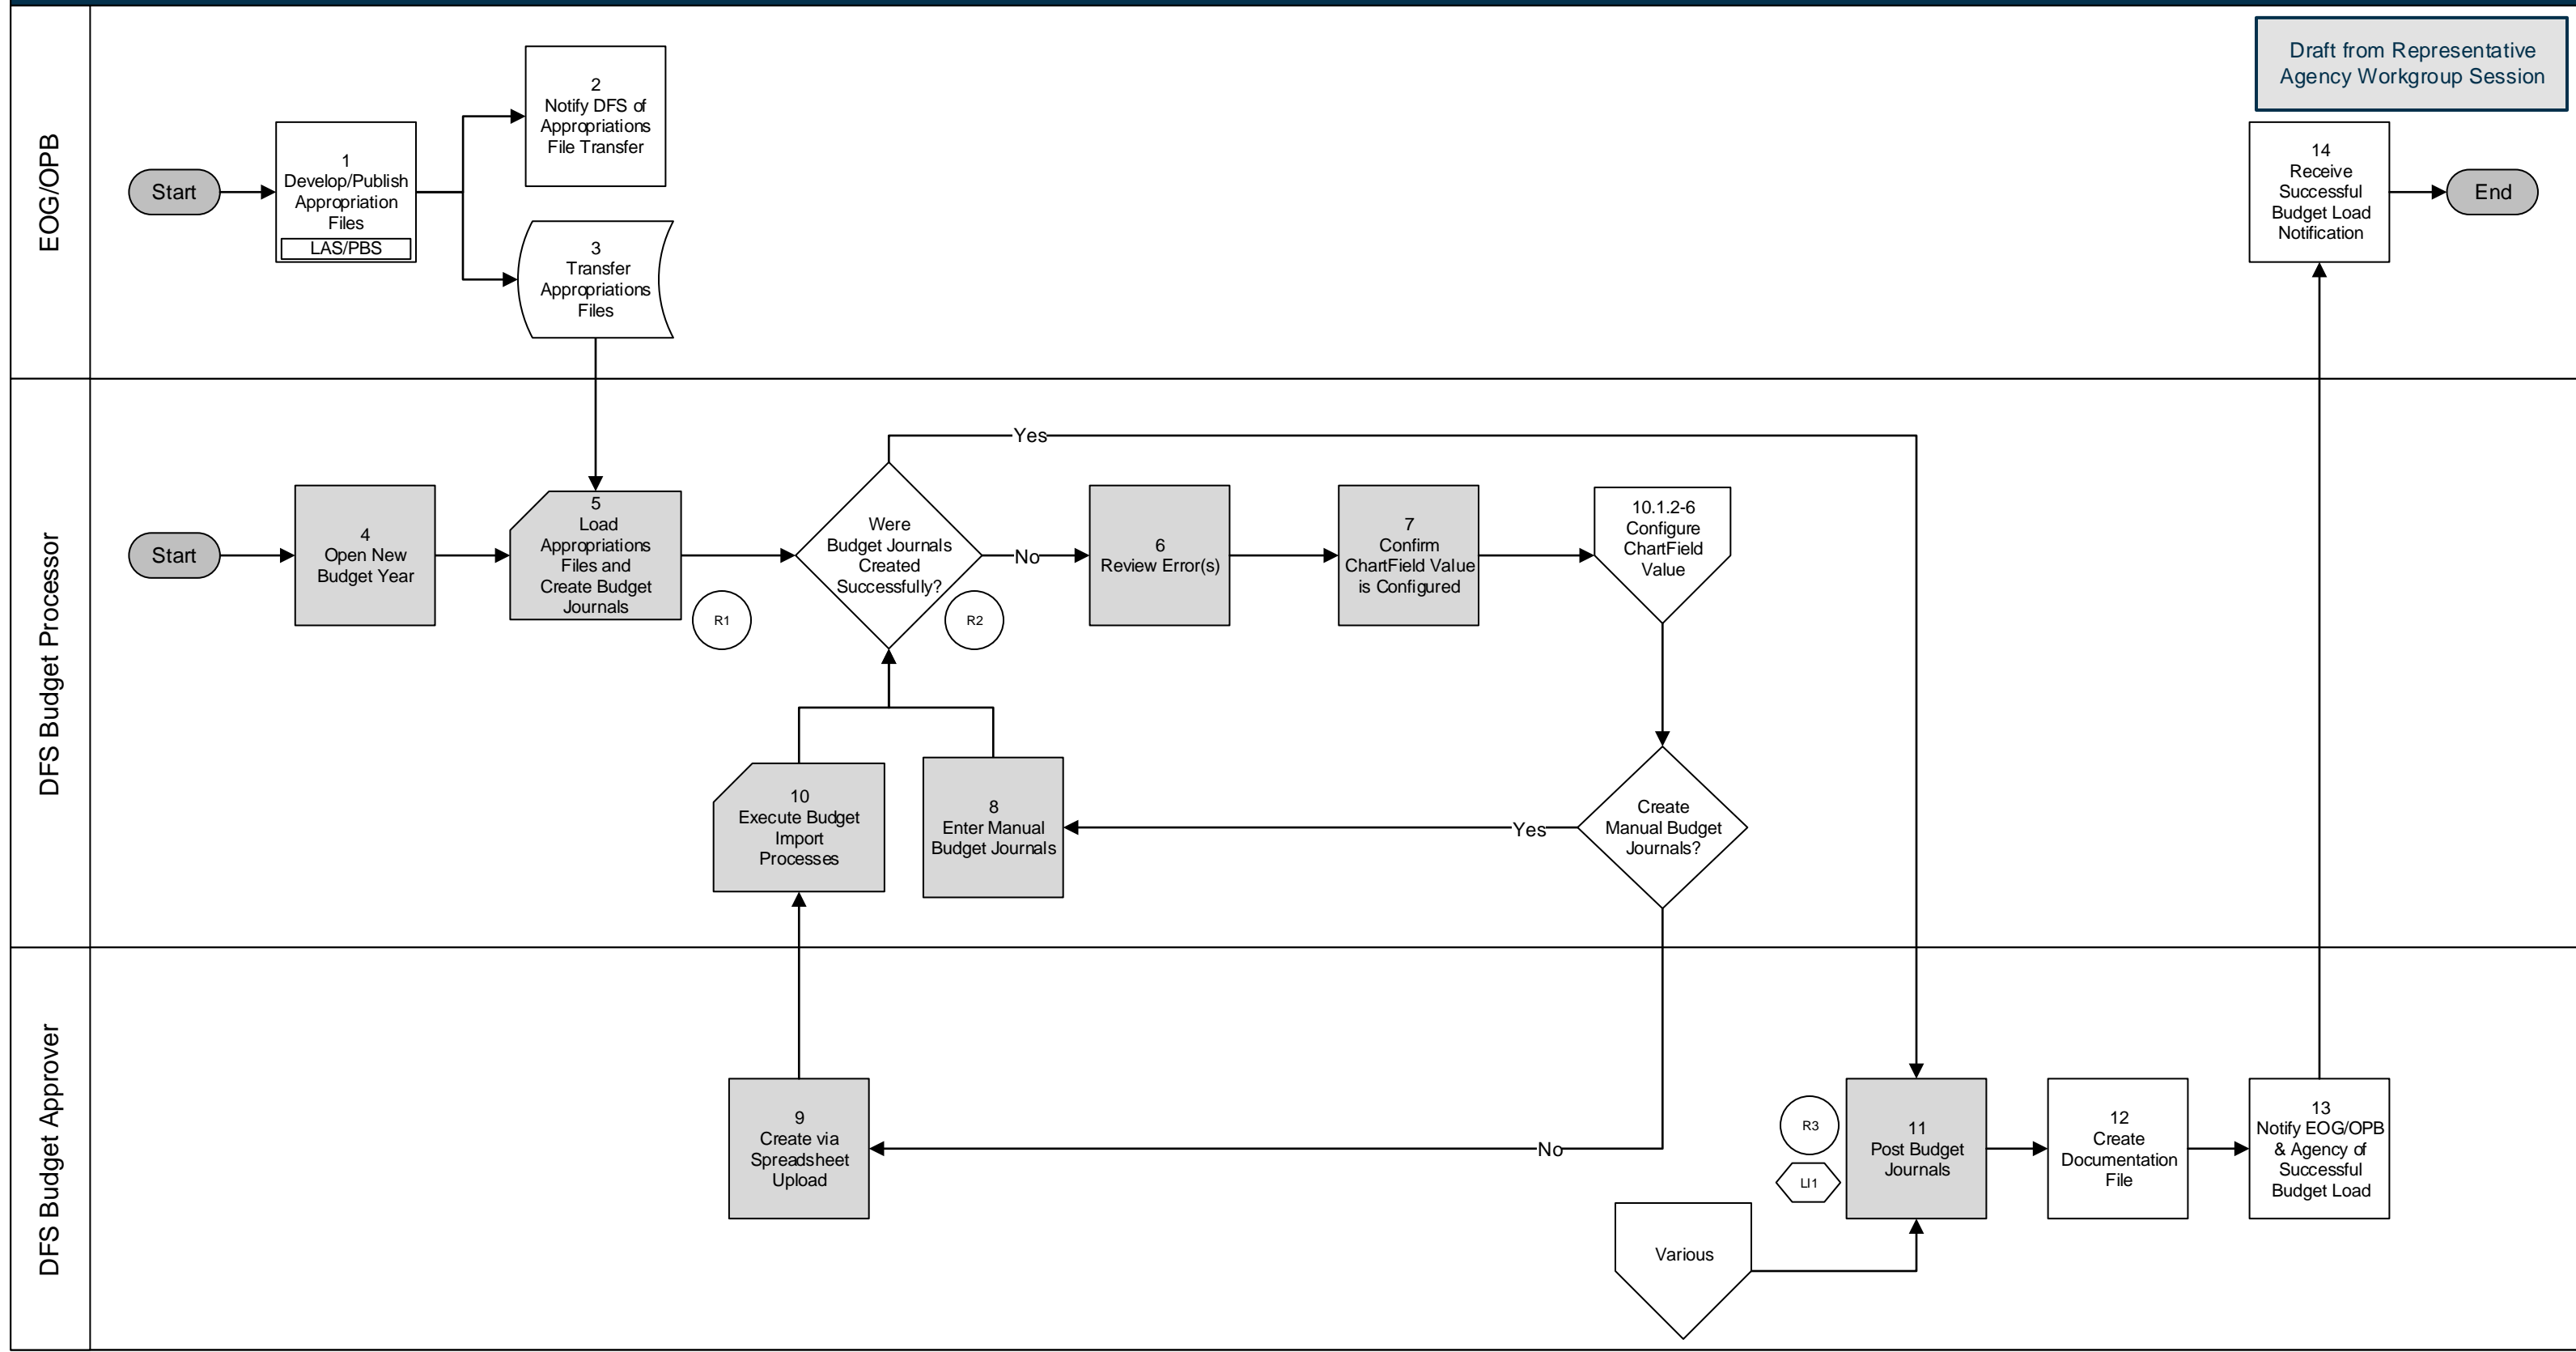 Draft from Representative
Agency Workgroup Session
EOG/OPB
Start
1
Develop/Publish
Appropriation
Files
LAS/PBS
2
Notify DFS of
Appropriations
File Transfer
3
Transfer
Appropriations
Files
14
Receive
Successful
Budget Load
Notification
End
DFS Budget Processor
Start
4
Open New
Budget Year
5
Load
Appropriations
Files and
Create Budget
Journals
R1
Were
Budget Journals
Created
Successfully?
R2
Yes
No
6
Review Error(s)
7
Confirm
ChartField Value
is Configured
10.1.2-6
Configure
ChartField
Value
10
Execute Budget
Import
Processes
8
Enter Manual
Budget Journals
Yes
Create
Manual Budget
Journals?
DFS Budget Approver
9
Create via
Spreadsheet
Upload
No
Various
R3
LI1
11
Post Budget
Journals
12
Create
Documentation
File
13
Notify EOG/OPB
& Agency of
Successful
Budget Load